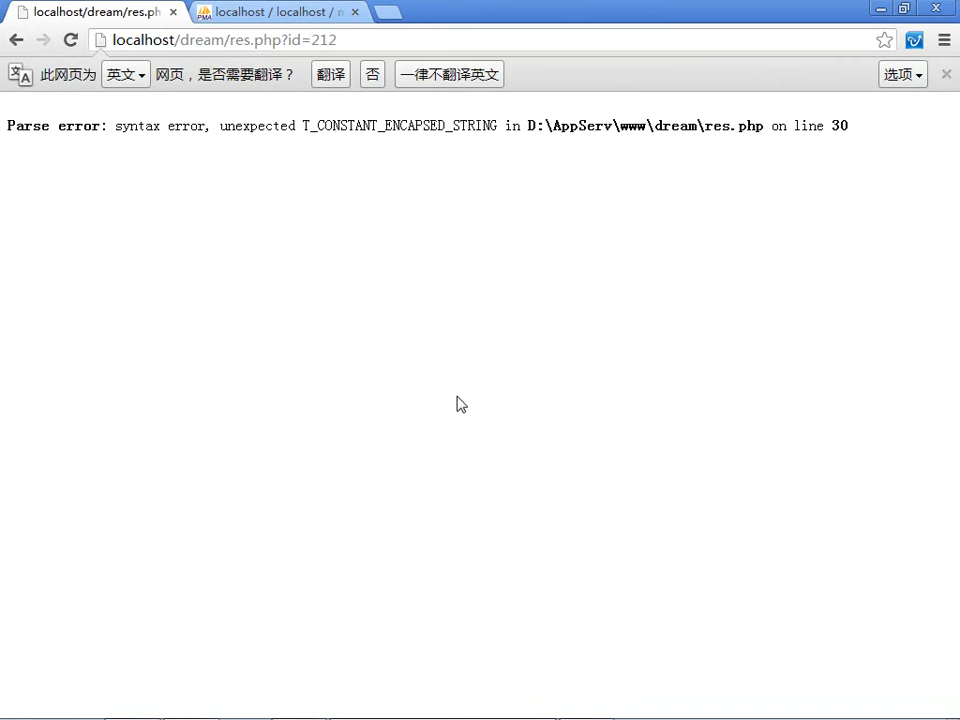 localhost/dream/res.ph
localhost / localhost /
localhost/dream/res.php?id=212
此网页为 英文 网页，是否需要翻译？ 翻译 否 一律不翻译英文 选项
Parse error: syntax error, unexpected T_CONSTANT_ENCAPSED_STRING in D:\AppServ\www\dream\res.php on line 30